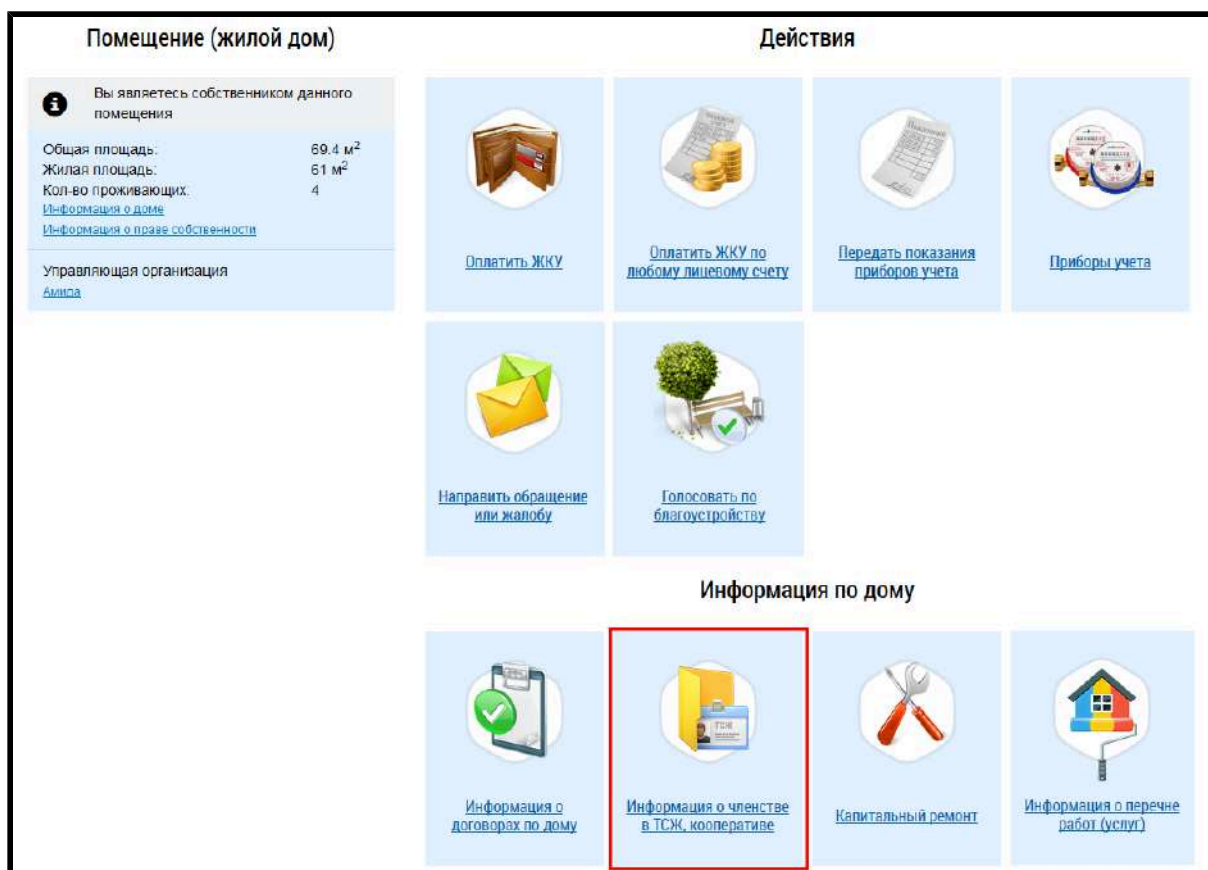 Помещение (жилой дом)
Вы являетесь собственником данного
помещения
Общая площадь: 69.4 м²
Жилая площадь: 61 м²
Кол-во проживающих: 4
Информация о доме
Информация о праве собственности
Управляющая организация
Амида
Действия
Оплатить ЖКУ
Оплатить ЖКУ по
любому лицевому счету
Передать показания
приборов учета
Приборы учета
Направить обращение
или жалобу
Голосовать по
благоустройству
Информация по дому
Информация о
договорах по дому
ТСЖ
Информация о членстве
в ТСЖ, кооперативе
Капитальный ремонт
Информация о перечне
работ (услуг)